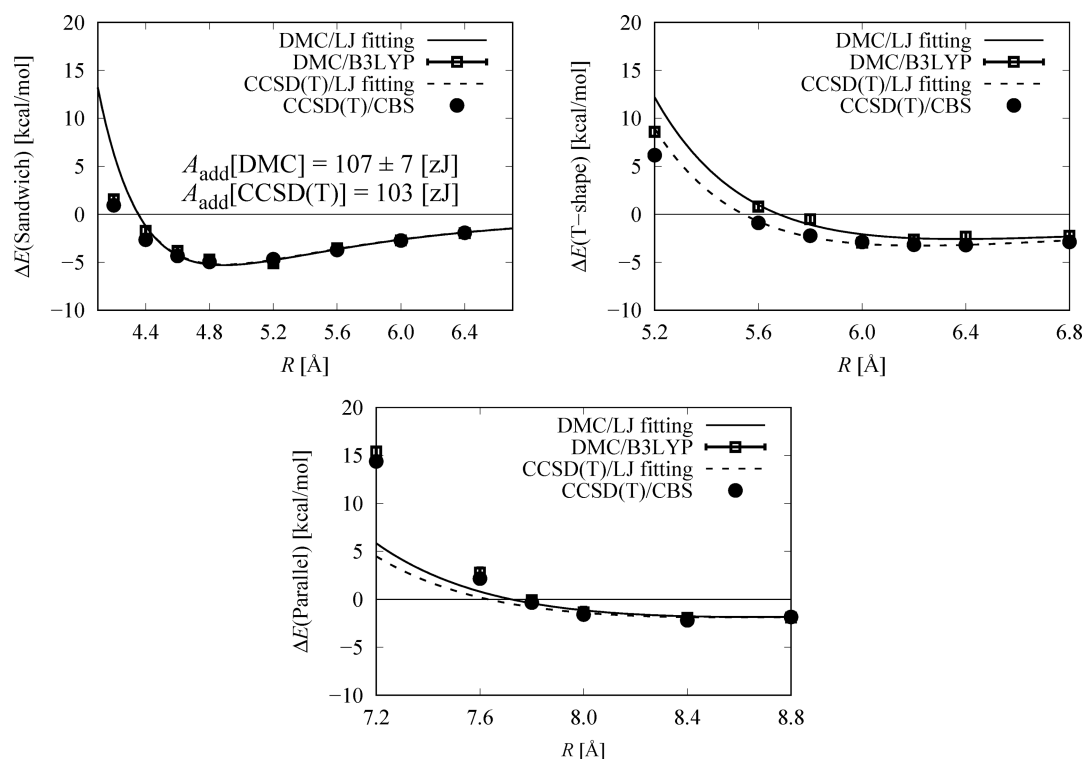 20
15
10
5
0
−5
−10
ΔE(Sandwich) [kcal/mol]
DMC/LJ fitting
DMC/B3LYP
CCSD(T)/LJ fitting
CCSD(T)/CBS
A_add[DMC] = 107 ± 7 [zJ]
A_add[CCSD(T)] = 103 [zJ]
4.4 4.8 5.2 5.6 6.0 6.4
R [Å]
20
15
10
5
0
−5
−10
ΔE(T−shape) [kcal/mol]
DMC/LJ fitting
DMC/B3LYP
CCSD(T)/LJ fitting
CCSD(T)/CBS
5.2 5.6 6.0 6.4 6.8
R [Å]
20
15
10
5
0
−5
−10
ΔE(Parallel) [kcal/mol]
DMC/LJ fitting
DMC/B3LYP
CCSD(T)/LJ fitting
CCSD(T)/CBS
7.2 7.6 8.0 8.4 8.8
R [Å]